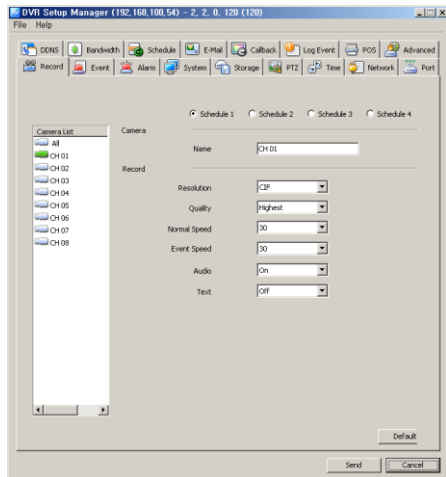 DVR Setup Manager (192,168,100,54) - 2, 2, 0, 120 (120)
File Help
DDNS Bandwidth Schedule E-Mail Callback Log Event POS Advanced
Record Event Alarm System Storage PTZ Time Network Port
Schedule 1 Schedule 2 Schedule 3 Schedule 4
Camera List
All
CH 01
CH 02
CH 03
CH 04
CH 05
CH 06
CH 07
CH 08
Camera
Name CH 01
Record
Resolution CIF
Quality Highest
Normal Speed 30
Event Speed 30
Audio On
Text Off
Default
Send Cancel